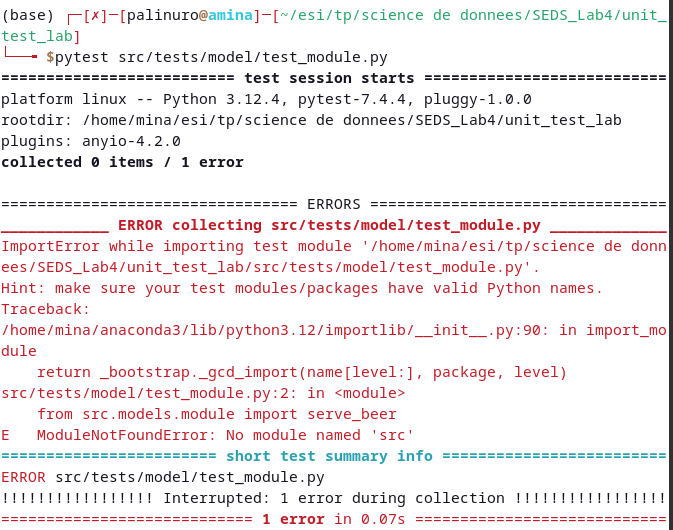 (base) ┌─[✗]─[palinuro@amina]─[~/esi/tp/science de donnees/SEDS_Lab4/unit_
test_lab]
└──╼ $pytest src/tests/model/test_module.py
========================== test session starts ===========================
platform linux -- Python 3.12.4, pytest-7.4.4, pluggy-1.0.0
rootdir: /home/mina/esi/tp/science de donnees/SEDS_Lab4/unit_test_lab
plugins: anyio-4.2.0
collected 0 items / 1 error

================================= ERRORS =================================
____________ ERROR collecting src/tests/model/test_module.py _____________
ImportError while importing test module '/home/mina/esi/tp/science de donn
ees/SEDS_Lab4/unit_test_lab/src/tests/model/test_module.py'.
Hint: make sure your test modules/packages have valid Python names.
Traceback:
/home/mina/anaconda3/lib/python3.12/importlib/__init__.py:90: in import_mo
dule
    return _bootstrap._gcd_import(name[level:], package, level)
src/tests/model/test_module.py:2: in <module>
    from src.models.module import serve_beer
E   ModuleNotFoundError: No module named 'src'
======================== short test summary info =========================
ERROR src/tests/model/test_module.py
!!!!!!!!!!!!!!!!! Interrupted: 1 error during collection !!!!!!!!!!!!!!!!!
============================ 1 error in 0.07s ============================